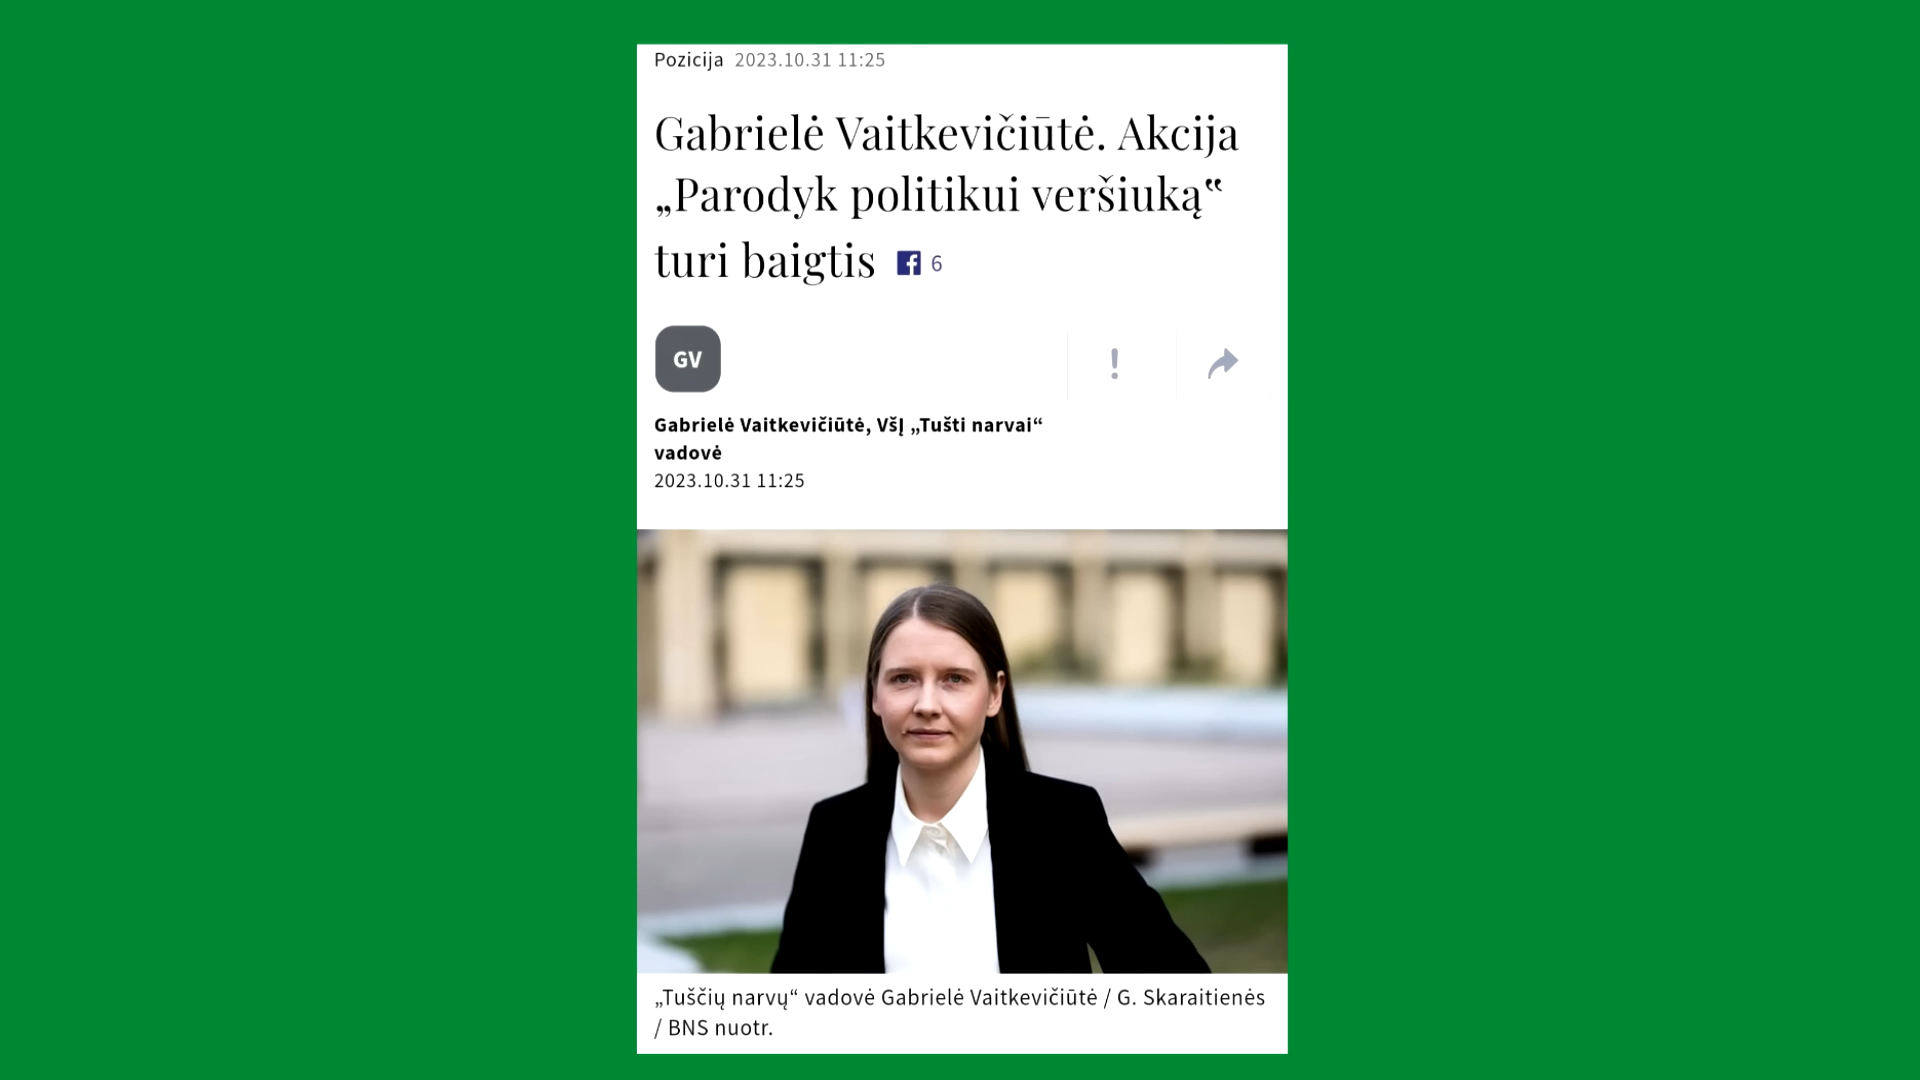 Pozicija 2023.10.31 11:25
Gabrielė Vaitkevičiūtė. Akcija
„Parodyk politikui veršiuką‟
turi baigtis 6
GV
Gabrielė Vaitkevičiūtė, VšĮ „Tušti narvai“
vadovė
2023.10.31 11:25
„Tuščių narvų“ vadovė Gabrielė Vaitkevičiūtė / G. Skaraitienės
/ BNS nuotr.